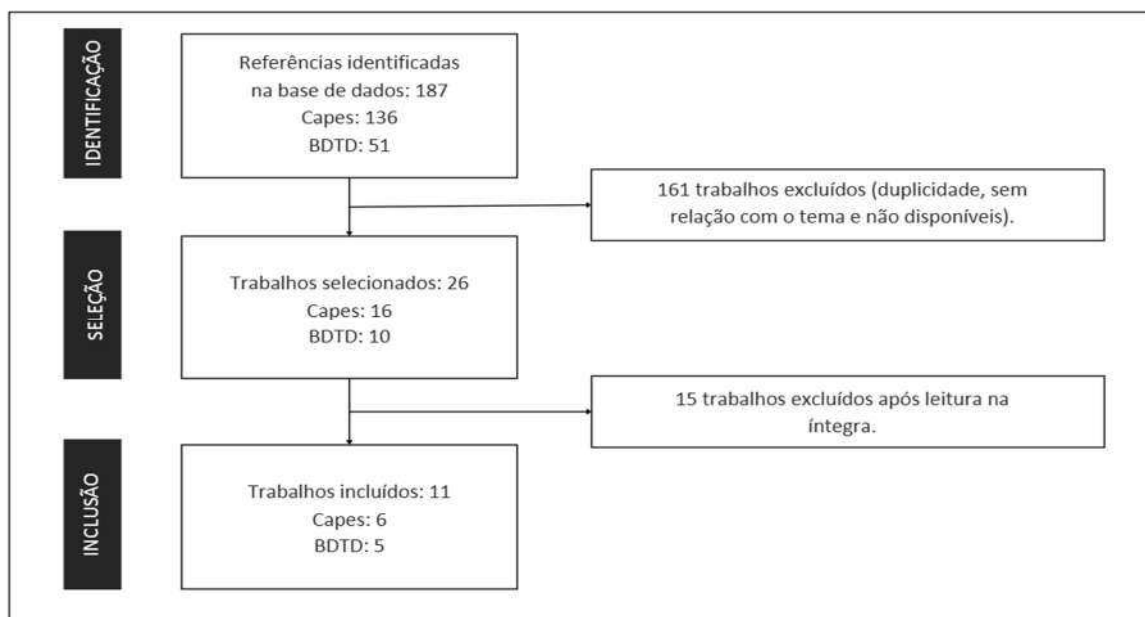 IDENTIFICAÇÃO
Referências identificadas
na base de dados: 187
Capes: 136
BDTD: 51
161 trabalhos excluídos (duplicidade, sem
relação com o tema e não disponíveis).
SELEÇÃO
Trabalhos selecionados: 26
Capes: 16
BDTD: 10
15 trabalhos excluídos após leitura na
íntegra.
INCLUSÃO
Trabalhos incluídos: 11
Capes: 6
BDTD: 5